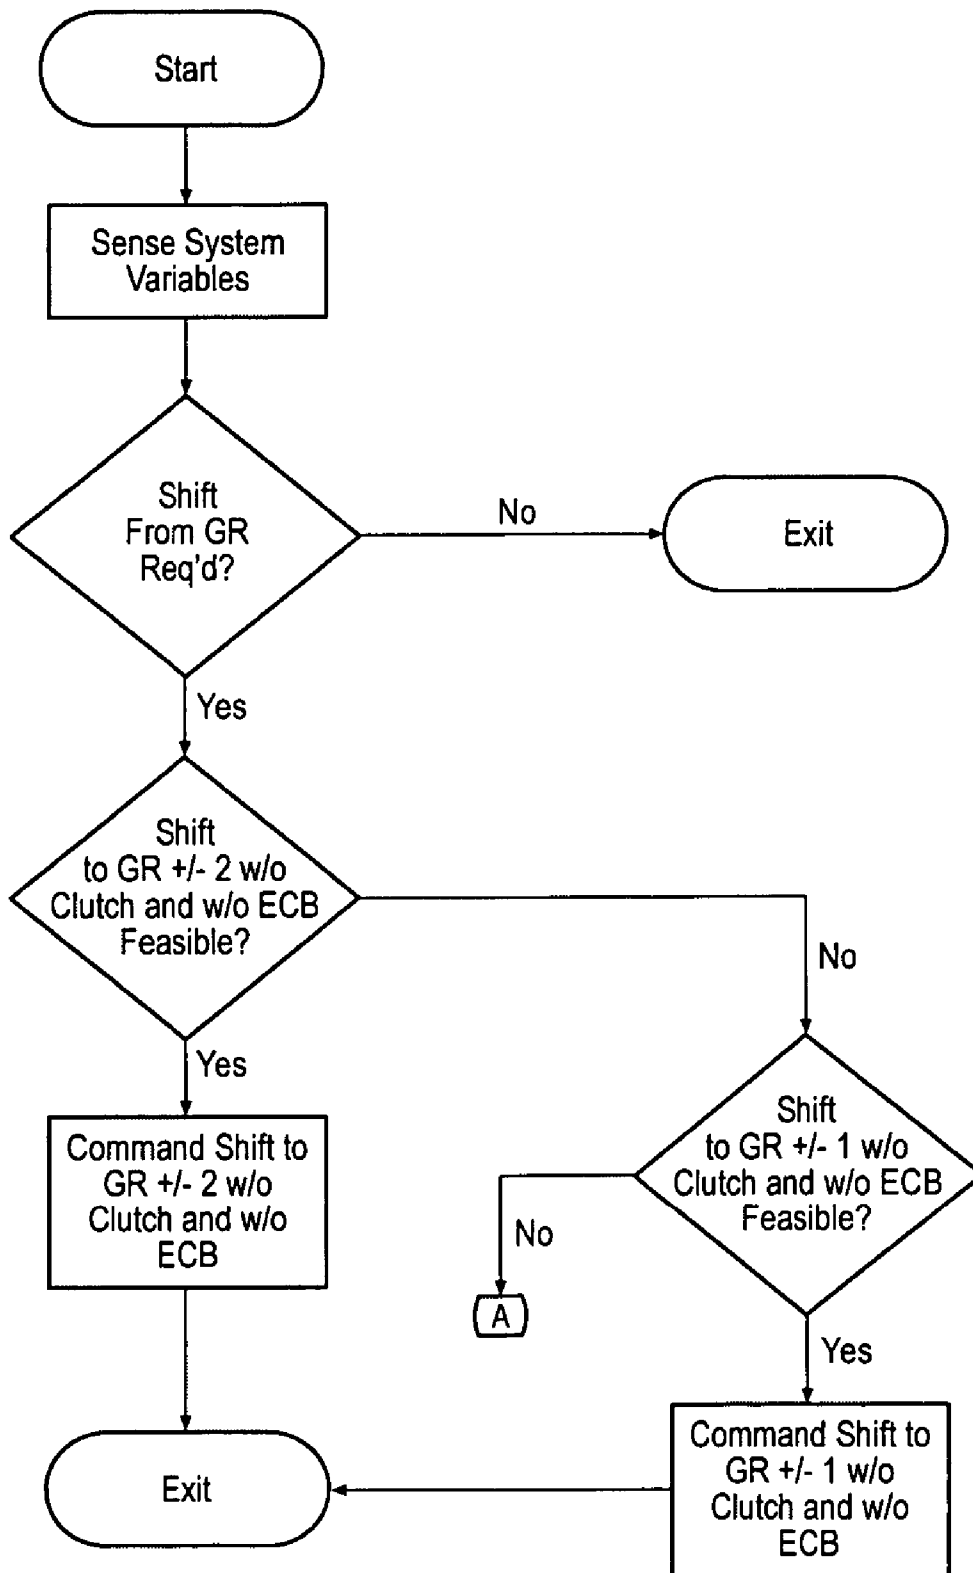 Start
Sense System
Variables
Shift
From GR
Req'd?
No
Exit
Yes
Shift
to GR +/- 2 w/o
Clutch and w/o ECB
Feasible?
No
Yes
Command Shift to
GR +/- 2 w/o
Clutch and w/o
ECB
Shift
to GR +/- 1 w/o
Clutch and w/o ECB
Feasible?
No
A
Yes
Command Shift to
GR +/- 1 w/o
Clutch and w/o
ECB
Exit